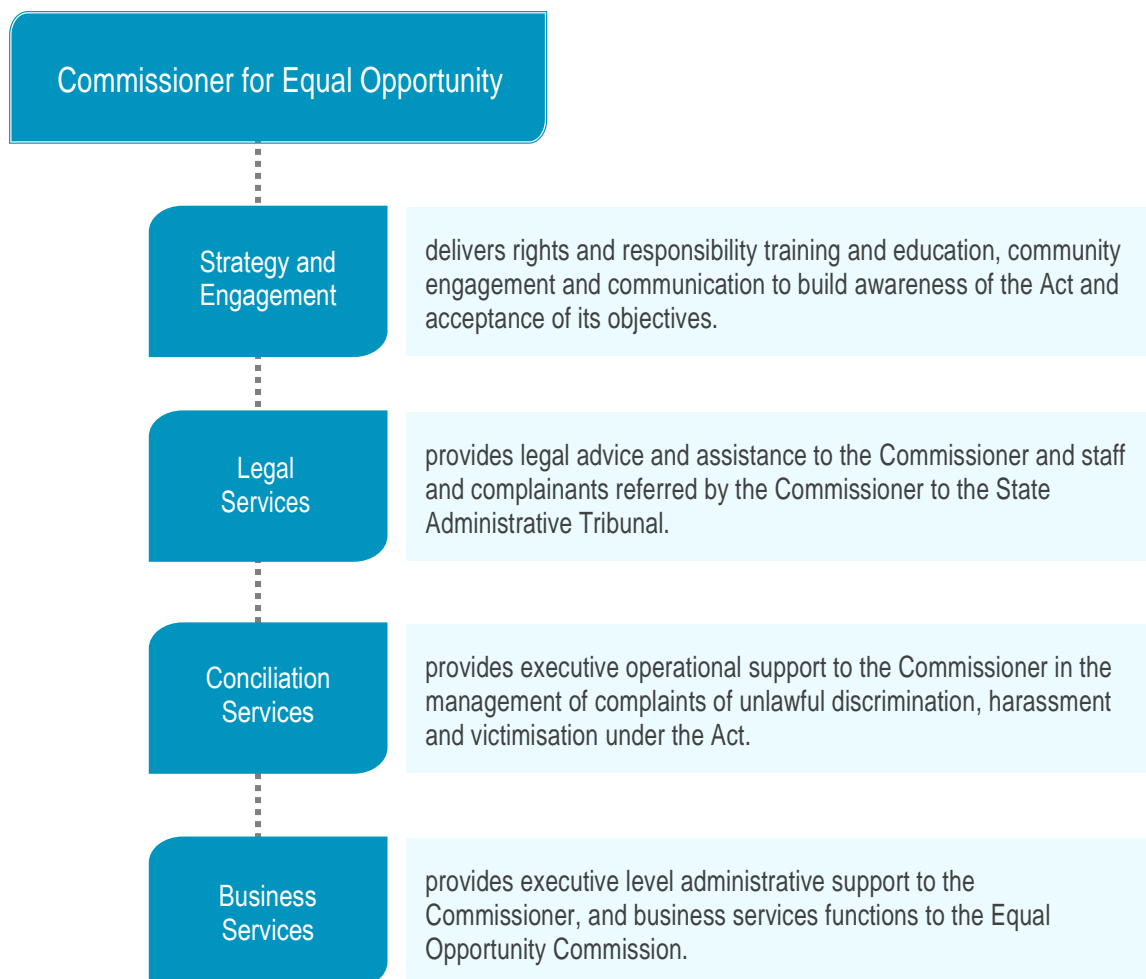 Commissioner for Equal Opportunity
Strategy and
Engagement
delivers rights and responsibility training and education, community
engagement and communication to build awareness of the Act and
acceptance of its objectives.
Legal
Services
provides legal advice and assistance to the Commissioner and staff
and complainants referred by the Commissioner to the State
Administrative Tribunal.
Conciliation
Services
provides executive operational support to the Commissioner in the
management of complaints of unlawful discrimination, harassment
and victimisation under the Act.
Business
Services
provides executive level administrative support to the
Commissioner, and business services functions to the Equal
Opportunity Commission.